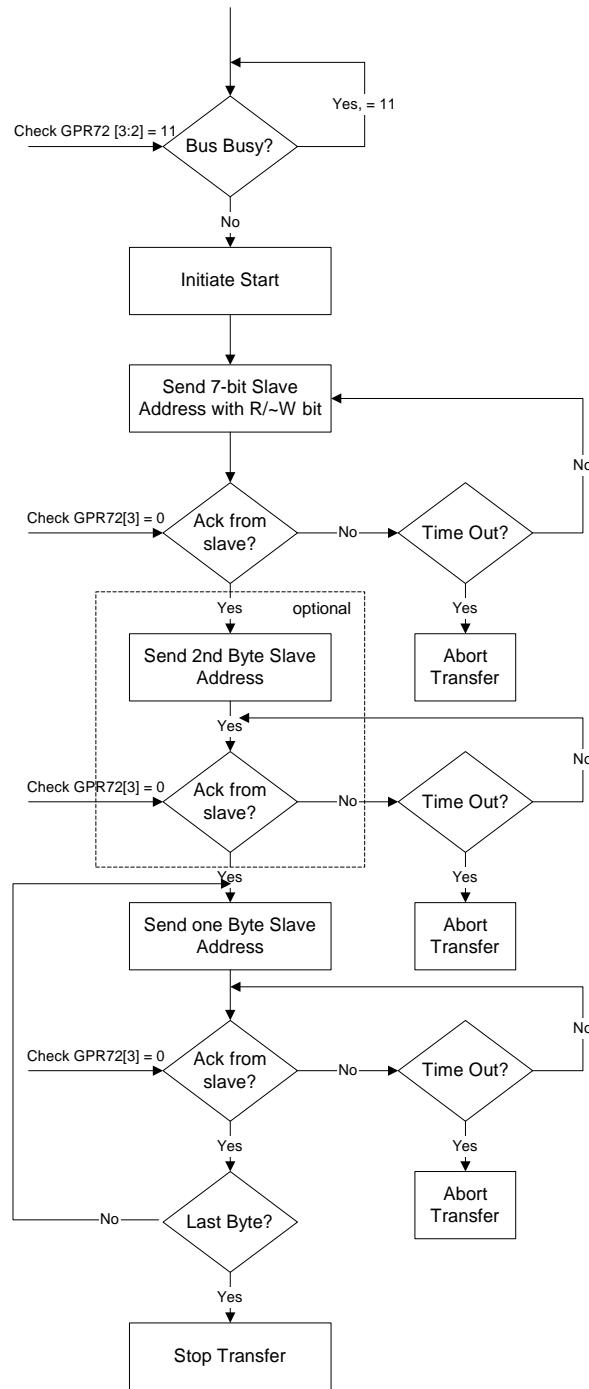 Yes, = 11
Check GPR72 [3:2] = 11
Bus Busy?
No
Initiate Start
Send 7-bit Slave
Address with R/~W bit
No
Check GPR72[3] = 0
Ack from
slave?
No
Time Out?
Yes
optional
Yes
Send 2nd Byte Slave
Address
Abort
Transfer
Yes
No
Check GPR72[3] = 0
Ack from
slave?
No
Time Out?
Yes
Yes
Send one Byte Slave
Address
Abort
Transfer
No
Check GPR72[3] = 0
Ack from
slave?
No
Time Out?
Yes
Yes
Abort
Transfer
No
Last Byte?
Yes
Stop Transfer